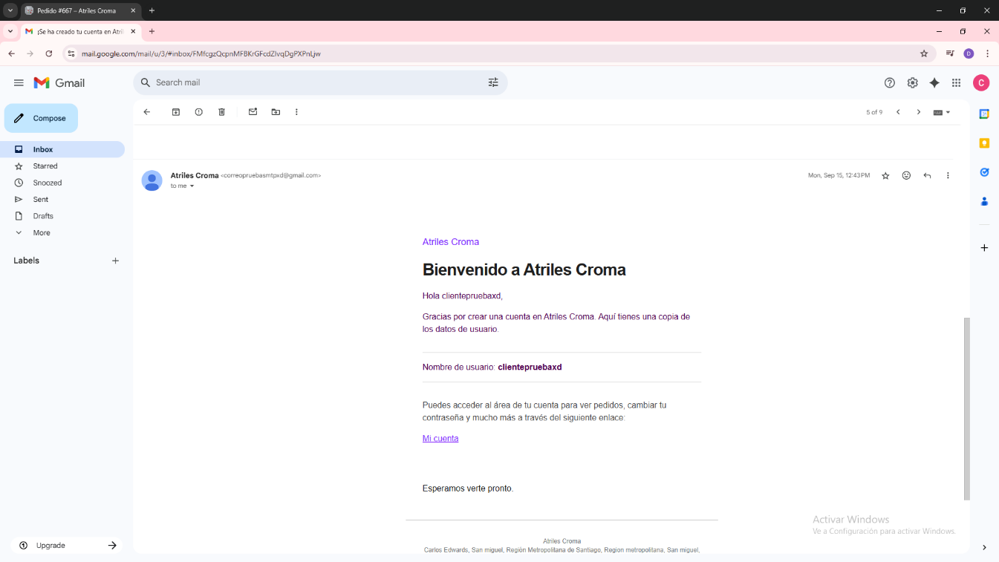 Pedido #667 – Atriles Croma
¡Se ha creado tu cuenta en Atril
mail.google.com/mail/u/3/#inbox/FMfcgzQcpnMFBKrGFcdZlvqDgPXPnLjw
D
Gmail
Search mail
C
Compose
5 of 9
Inbox
Starred
Snoozed
Sent
Drafts
More
Labels
Atriles Croma <correopruebasmtpxd@gmail.com>
Mon, Sep 15, 12:43 PM
to me
Atriles Croma
Bienvenido a Atriles Croma
Hola clientepruebaxd,
Gracias por crear una cuenta en Atriles Croma. Aquí tienes una copia de
los datos de usuario.
Nombre de usuario: clientepruebaxd
Puedes acceder al área de tu cuenta para ver pedidos, cambiar tu
contraseña y mucho más a través del siguiente enlace:
Mi cuenta
Esperamos verte pronto.
Activar Windows
Ve a Configuración para activar Windows.
Atriles Croma
Carlos Edwards, San miguel, Región Metropolitana de Santiago, Region metropolitana, San miguel,
Upgrade